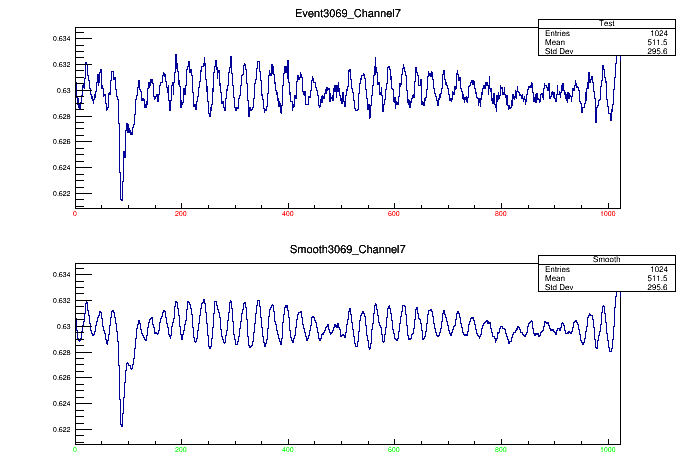 Event3069_Channel7
Test
Entries 1024
Mean 511.5
Std Dev 295.6
0.634
0.632
0.63
0.628
0.626
0.624
0.622
0 200 400 600 800 1000
Smooth3069_Channel7
Smooth
Entries 1024
Mean 511.5
Std Dev 295.6
0.634
0.632
0.63
0.628
0.626
0.624
0.622
0 200 400 600 800 1000